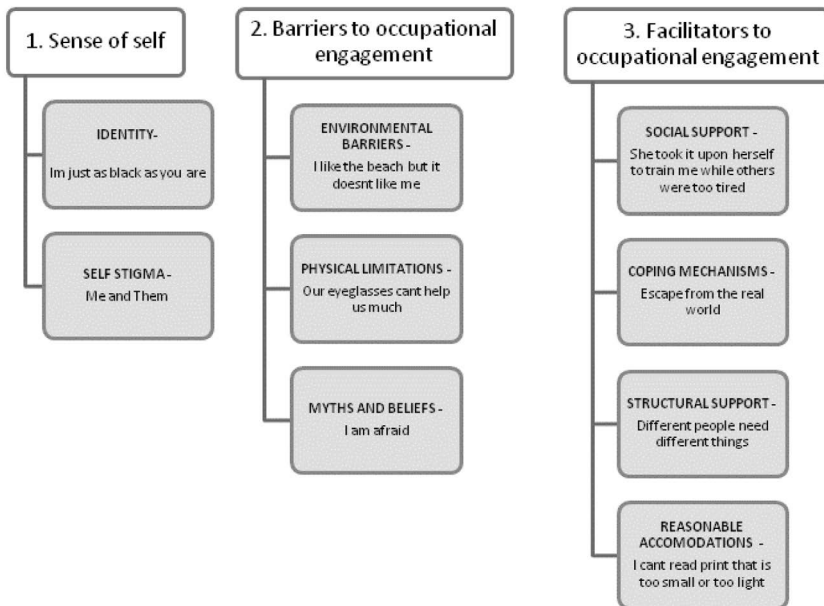 1. Sense of self
IDENTITY-
Im just as black as you are
SELF STIGMA -
Me and Them
2. Barriers to occupational
engagement
ENVIRONMENTAL
BARRIERS -
I like the beach but it
doesnt like me
PHYSICAL LIMITATIONS -
Our eyeglasses cant help
us much
MYTHS AND BELIEFS -
I am afraid
3. Facilitators to
occupational engagement
SOCIAL SUPPORT -
She took it upon herself
to train me while others
were too tired
COPING MECHANISMS -
Escape from the real
world
STRUCTURAL SUPPORT -
Different people need
different things
REASONABLE
ACCOMODATIONS -
I cant read print that is
too small or too light